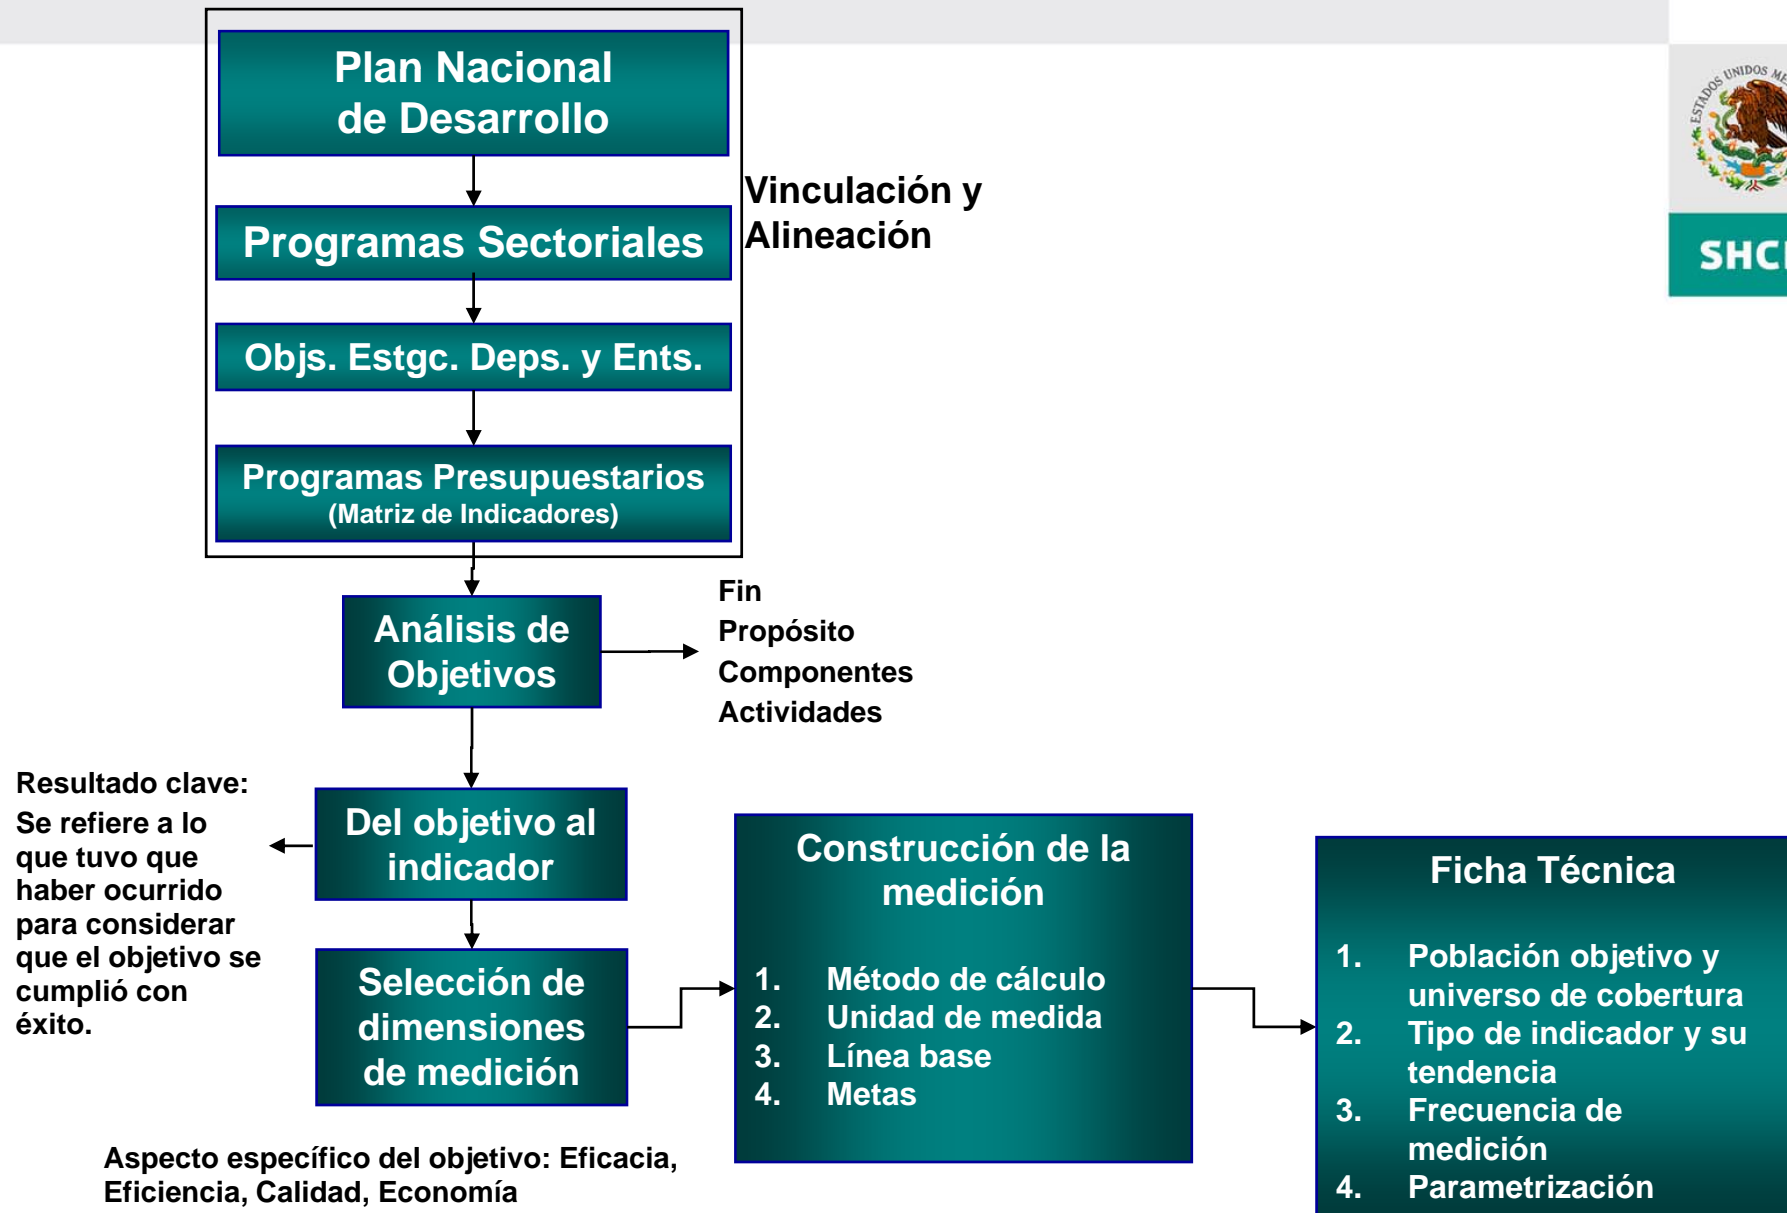 Plan Nacional
de Desarrollo
Vinculación y
Alineación
ESTADOS UNIDOS
Programas Sectoriales
Objs. Estgc. Deps. y Ents.
Programas Presupuestarios
(Matriz de Indicadores)
Análisis de
Objetivos
Fin
Propósito
Componentes
Actividades
Resultado clave:
Se refiere a lo
que tuvo que
haber ocurrido
para considerar
que el objetivo se
cumplió con
éxito.
Del objetivo al
indicador
Selección de
dimensiones
de medición
Aspecto específico del objetivo: Eficacia,
Eficiencia, Calidad, Economía
Construcción de la
medición
1. Método de cálculo
2. Unidad de medida
3. Línea base
4. Metas
Ficha Técnica
1. Población objetivo y
universo de cobertura
2. Tipo de indicador y su
tendencia
3. Frecuencia de
medición
4. Parametrización